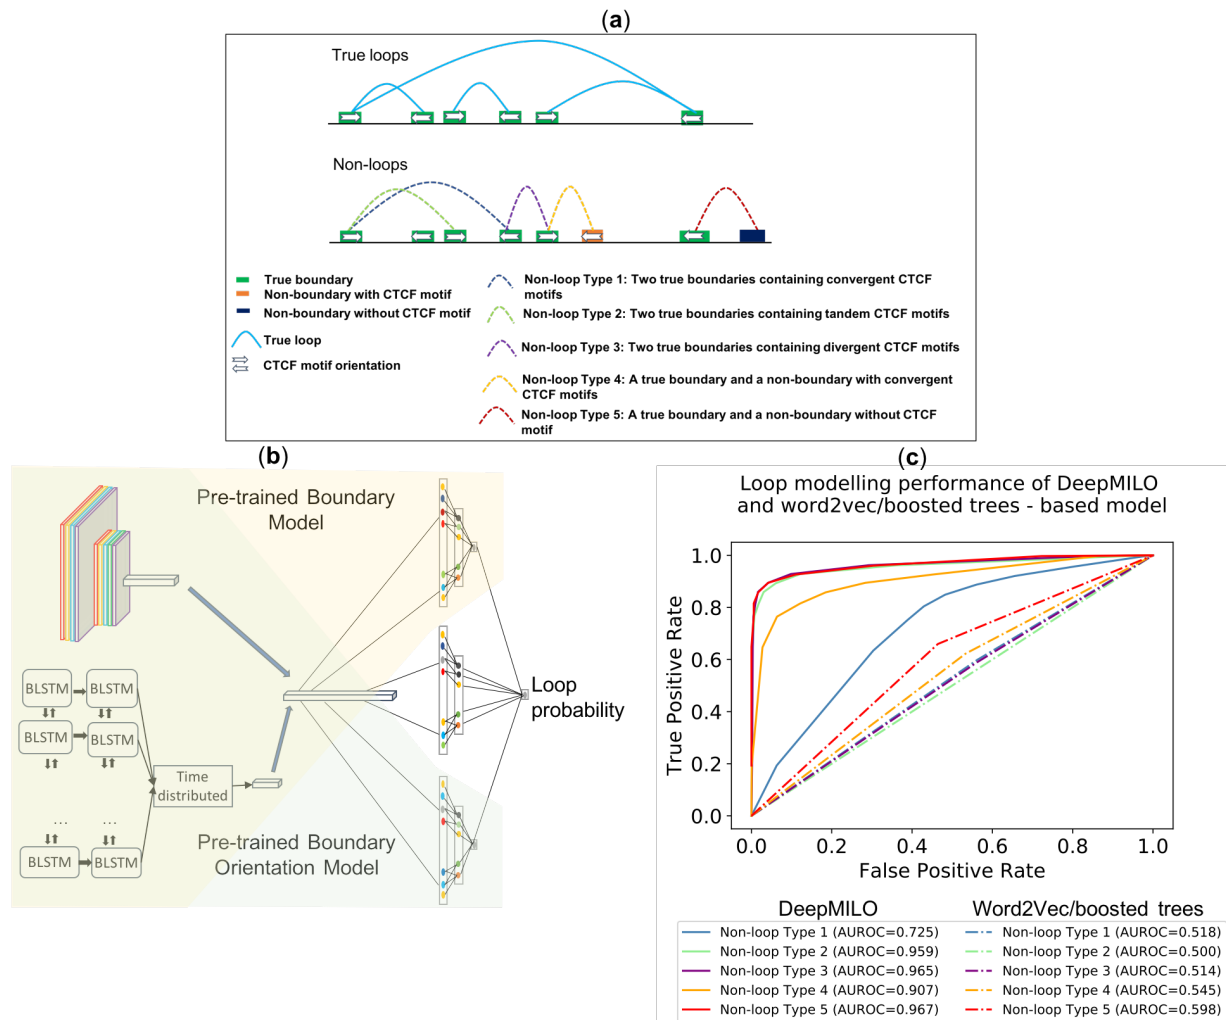 (a)
True loops
Non-loops
True boundary
Non-boundary with CTCF motif
Non-boundary without CTCF motif
True loop
CTCF motif orientation
Non-loop Type 1: Two true boundaries containing convergent CTCF
motifs
Non-loop Type 2: Two true boundaries containing tandem CTCF motifs
Non-loop Type 3: Two true boundaries containing divergent CTCF motifs
Non-loop Type 4: A true boundary and a non-boundary with convergent
CTCF motifs
Non-loop Type 5: A true boundary and a non-boundary without CTCF
motif
(b)
Pre-trained Boundary
Model
BLSTM
BLSTM
BLSTM
BLSTM
...
...
BLSTM
BLSTM
Time
distributed
Loop
probability
Pre-trained Boundary
Orientation Model
(c)
Loop modelling performance of DeepMILO
and word2vec/boosted trees - based model
True Positive Rate
1.0
0.8
0.6
0.4
0.2
0.0
0.0 0.2 0.4 0.6 0.8 1.0
False Positive Rate
DeepMILO
Non-loop Type 1 (AUROC=0.725)
Non-loop Type 2 (AUROC=0.959)
Non-loop Type 3 (AUROC=0.965)
Non-loop Type 4 (AUROC=0.907)
Non-loop Type 5 (AUROC=0.967)
Word2Vec/boosted trees
Non-loop Type 1 (AUROC=0.518)
Non-loop Type 2 (AUROC=0.500)
Non-loop Type 3 (AUROC=0.514)
Non-loop Type 4 (AUROC=0.545)
Non-loop Type 5 (AUROC=0.598)